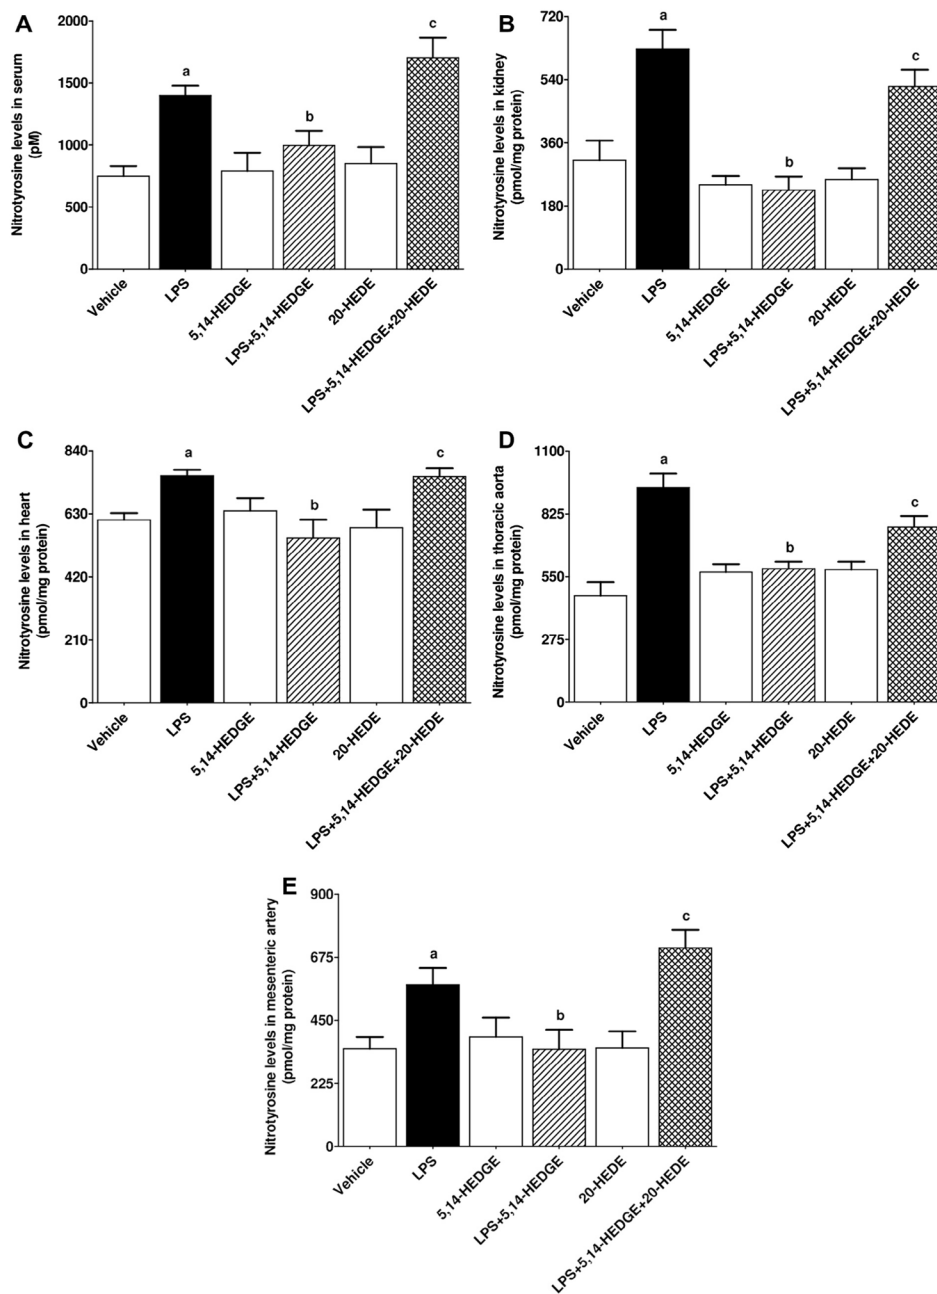 A
Nitrotyrosine levels in serum
(pM)
2000
1500
1000
500
0
a
b
c
Vehicle
LPS
5,14-HEDGE
LPS+5,14-HEDGE
20-HEDE
LPS+5,14-HEDGE+20-HEDE
B
Nitrotyrosine levels in kidney
(pmol/mg protein)
720
540
360
180
0
a
b
c
Vehicle
LPS
5,14-HEDGE
LPS+5,14-HEDGE
20-HEDE
LPS+5,14-HEDGE+20-HEDE
C
Nitrotyrosine levels in heart
(pmol/mg protein)
840
630
420
210
0
a
b
c
Vehicle
LPS
5,14-HEDGE
LPS+5,14-HEDGE
20-HEDE
LPS+5,14-HEDGE+20-HEDE
D
Nitrotyrosine levels in thoracic aorta
(pmol/mg protein)
1100
825
550
275
0
a
b
c
Vehicle
LPS
5,14-HEDGE
LPS+5,14-HEDGE
20-HEDE
LPS+5,14-HEDGE+20-HEDE
E
Nitrotyrosine levels in mesenteric artery
(pmol/mg protein)
900
675
450
225
0
a
b
c
Vehicle
LPS
5,14-HEDGE
LPS+5,14-HEDGE
20-HEDE
LPS+5,14-HEDGE+20-HEDE